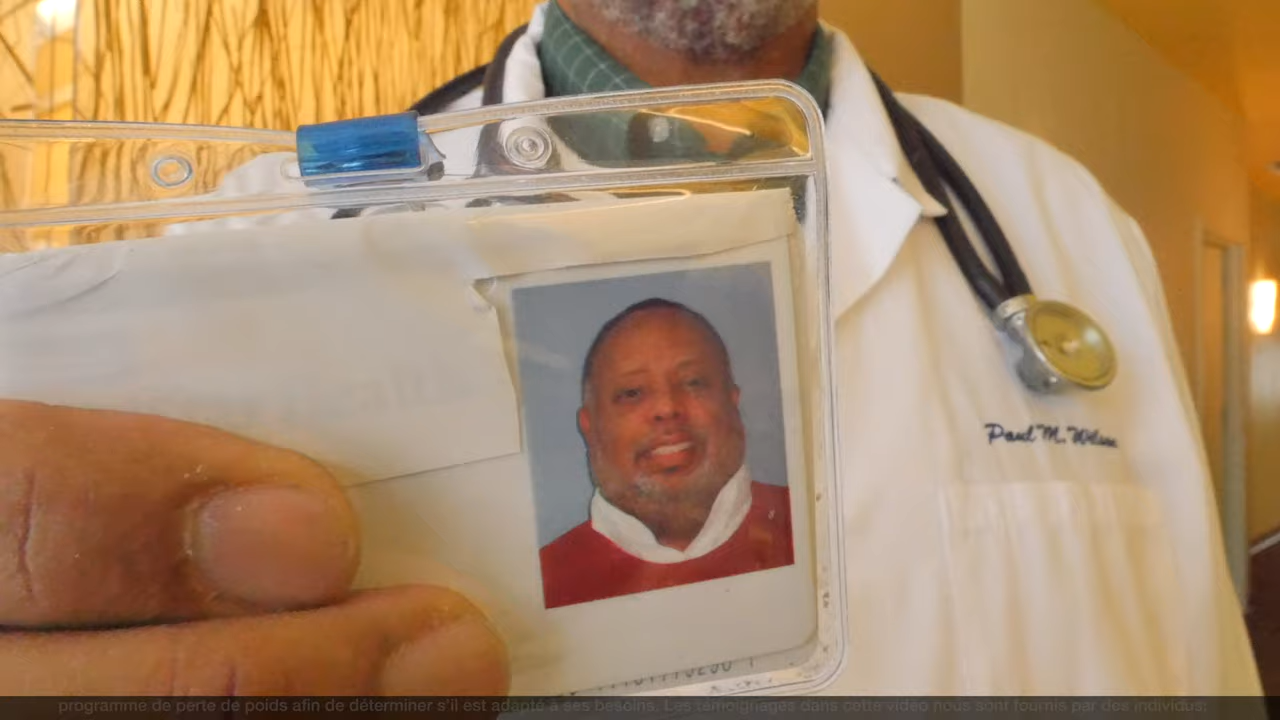 Paul M. Wilson
programme de perte de poids afin de déterminer s'il est adapté à ses besoins. Les témoignages dans cette vidéo nous sont fournis par des individus;